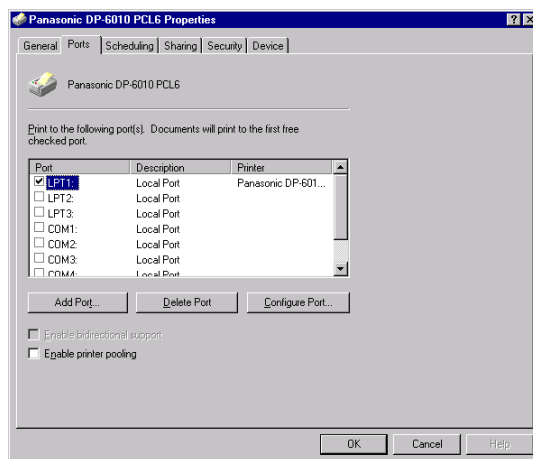 Panasonic DP-6010 PCL6 Properties
General Ports Scheduling Sharing Security Device
Panasonic DP-6010 PCL6
Print to the following port(s). Documents will print to the first free
checked port.
Port Description Printer
LPT1: Local Port Panasonic DP-601...
LPT2: Local Port
LPT3: Local Port
COM1: Local Port
COM2: Local Port
COM3: Local Port
COM4: Local Port
Add Port... Delete Port Configure Port...
Enable bidirectional support
Enable printer pooling
OK Cancel Help